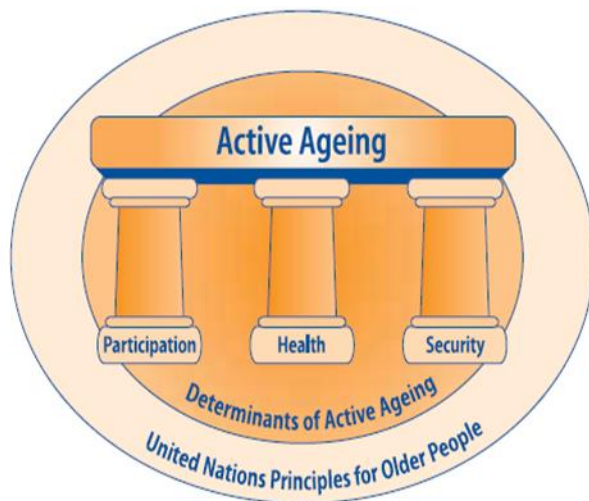 Active Ageing
Participation
Health
Security
Determinants of Active Ageing
United Nations Principles for Older People